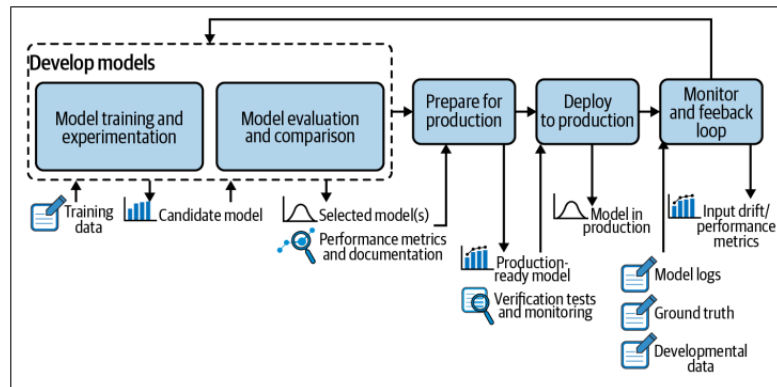 Develop models
Model training and
experimentation
Model evaluation
and comparison
Prepare for
production
Deploy
to production
Monitor
and feeback
loop
Training
data
Candidate model
Selected model(s)
Performance metrics
and documentation
Production-
ready model
Verification tests
and monitoring
Model in
production
Input drift/
performance
metrics
Model logs
Ground truth
Developmental
data